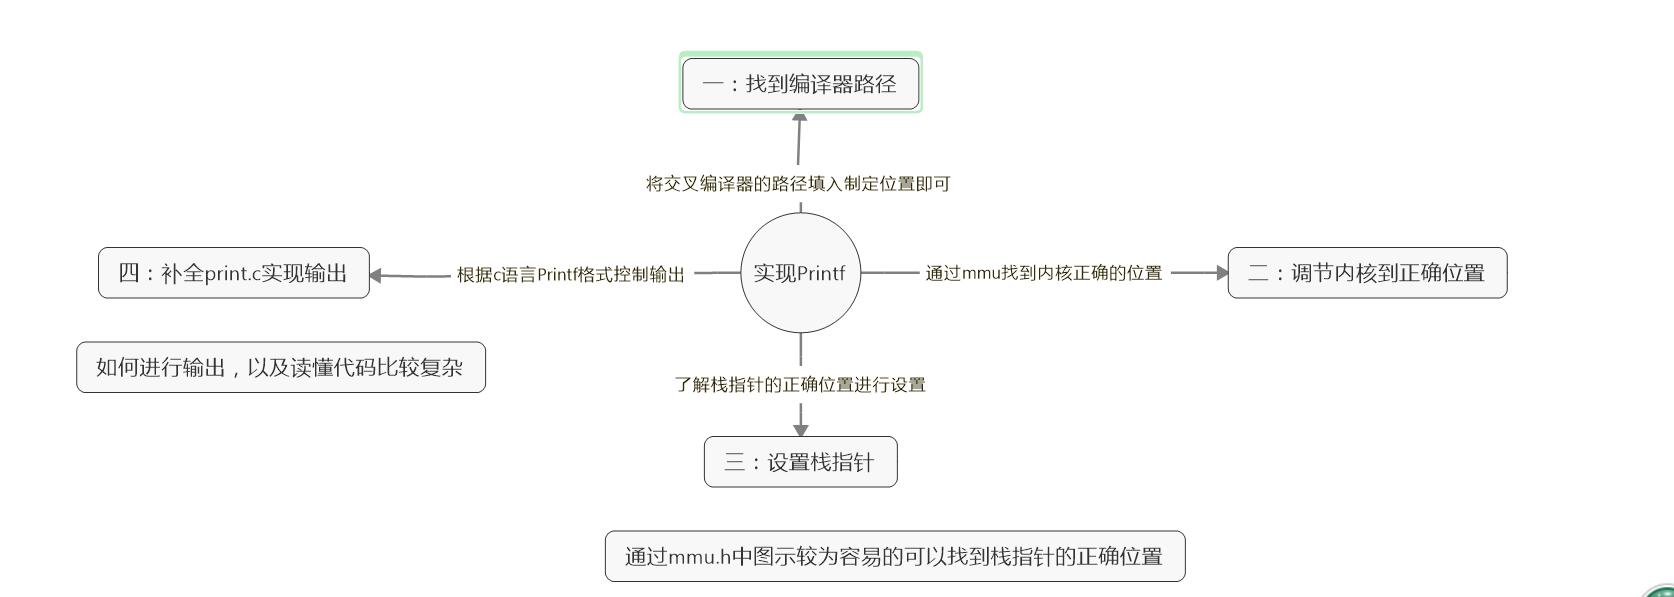 一：找到编译器路径
将交叉编译器的路径填入制定位置即可
四：补全print.c实现输出
根据c语言Printf格式控制输出
实现Printf
通过mmu找到内核正确的位置
二：调节内核到正确位置
如何进行输出，以及读懂代码比较复杂
了解栈指针的正确位置进行设置
三：设置栈指针
通过mmu.h中图示较为容易的可以找到栈指针的正确位置